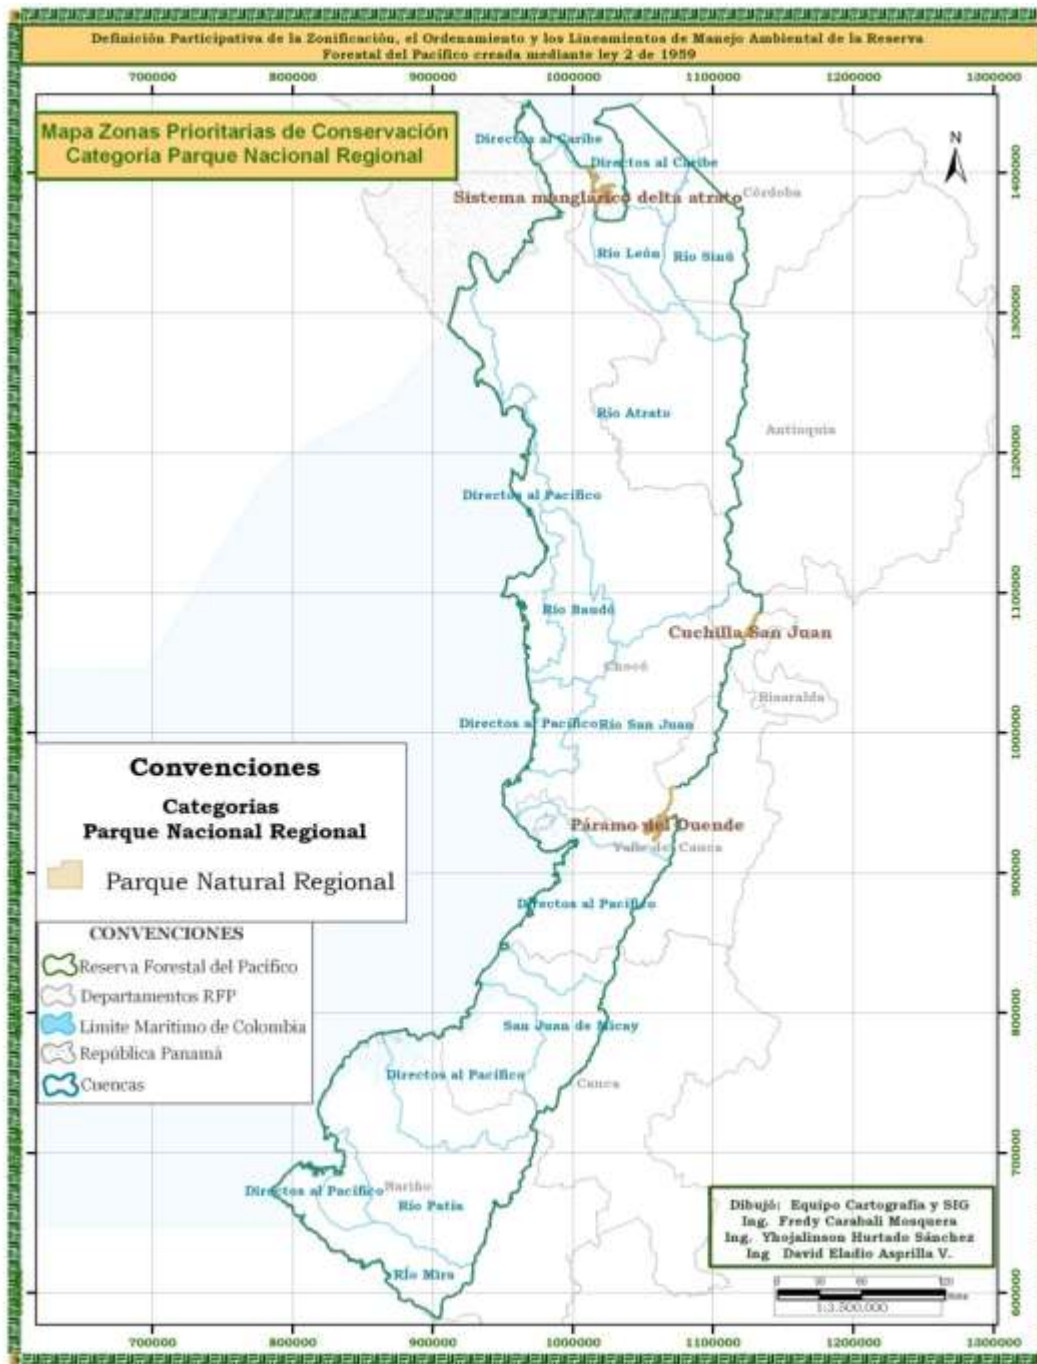 Definición Participativa de la Zonificación, el Ordenamiento y los Lineamientos de Manejo Ambiental de la Reserva
Forestal del Pacífico creada mediante ley 2 de 1959
700000 800000 900000 1000000 1100000 1200000 1300000
Mapa Zonas Prioritarias de Conservación
Categoria Parque Nacional Regional
N
Directos al Caribe
Directos al Caribe
1400000
Córdoba
Sistema manglárico delta atrato
Río León
Río Sinú
1300000
Río Atrato
Antioquia
1200000
Directos al Pacífico
1100000
Río Baudó
Cuchilla San Juan
Chocó
Risaralda
Directos al Pacífico
Río San Juan
1000000
Convenciones
Categorias
Parque Nacional Regional
Parque Natural Regional
Páramo del Duende
Valle del Cauca
900000
Directos al Pacífico
CONVENCIONES
Reserva Forestal del Pacífico
Departamentos RFP
Límite Marítimo de Colombia
República Panamá
Cuencas
800000
San Juan de Micay
Directos al Pacífico
Cauca
700000
Directos al Pacífico
Nariño
Río Patía
Río Mira
Dibujó: Equipo Cartografía y SIG
Ing. Fredy Carabali Mosquera
Ing. Yhojalinson Hurtado Sánchez
Ing David Eladio Asprilla V.
0 30 60 120
1:3.500.000
600000
700000 800000 900000 1000000 1100000 1200000 1300000